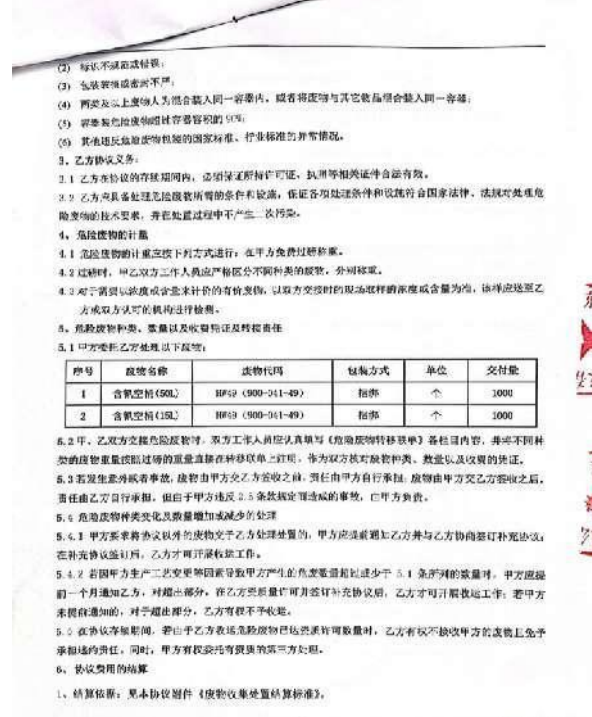 (2) 标识不规范或错误；
(3) 包装破损或密封不严；
(4) 两类及以上废物人为混合装入同一容器内，或者将废物与其它物品混合装入同一容器；
(5) 容器装危险废物超过容器容积的 90%；
(6) 其他违反危险废物包装的国家标准、行业标准的异常情况。
3、乙方协议义务：
3.1 乙方在协议的存续期间内，必须保证所持许可证、执照等相关证件合法有效。
3.2 乙方应具备处理危险废物所需的条件和设施，保证各项处理条件和设施符合国家法律、法规对处理危
险废物的技术要求，并在处置过程中不产生二次污染。
4、危险废物的计量
4.1 危险废物的计重应按下列方式进行：在甲方免费过磅称重。
4.2 过磅时，甲乙双方工作人员应严格区分不同种类的废物，分别称重。
4.3 对于需要以浓度或含量来计价的有价废物，以双方交接时的现场取样的浓度或含量为准，该样应送至乙
方或双方认可的机构进行检测。
5、危险废物种类、数量以及收费凭证及转接责任
5.1 甲方委托乙方处理以下废物：
序号 废物名称 废物代码 包装方式 单位 交付量
1 含氰空桶(50L) HW49（900-041-49） 捆绑 个 1000
2 含氰空桶(15L) HW49（900-041-49） 捆绑 个 1000
5.2 甲、乙双方交接危险废物时，双方工作人员应认真填写《危险废物转移联单》各栏目内容，并将不同种
类的废物重量按照过磅的重量直接在转移联单上注明，作为双方核对废物种类、数量以及收费的凭证。
5.3 若发生意外或者事故，废物由甲方交乙方签收之前，责任由甲方自行承担；废物由甲方交乙方签收之后，
责任由乙方自行承担，但由于甲方违反 2.5 条款规定而造成的事故，由甲方负责。
5.4 危险废物种类变化及数量增加或减少的处理
5.4.1 甲方要求将协议以外的废物交予乙方处理处置的，甲方应提前通知乙方并与乙方协商签订补充协议；
在补充协议签订后，乙方才可开展收运工作。
5.4.2 若因甲方生产工艺变更等因素导致甲方产生的危废数量超过或少于 5.1 条所列的数量时，甲方应提
前一个月通知乙方，对超出部分，在乙方资质量许可并签订补充协议后，乙方才可开展收运工作；若甲方
未提前通知的，对于超出部分，乙方有权不予收运。
5.5 在协议存续期间，若由于乙方收运危险废物已达资质许可数量时，乙方有权不接收甲方的废物且免予
承担违约责任，同时，甲方有权委托有资质的第三方处理。
6、协议费用的结算
1、结算依据：见本协议附件《废物收集处置结算标准》。